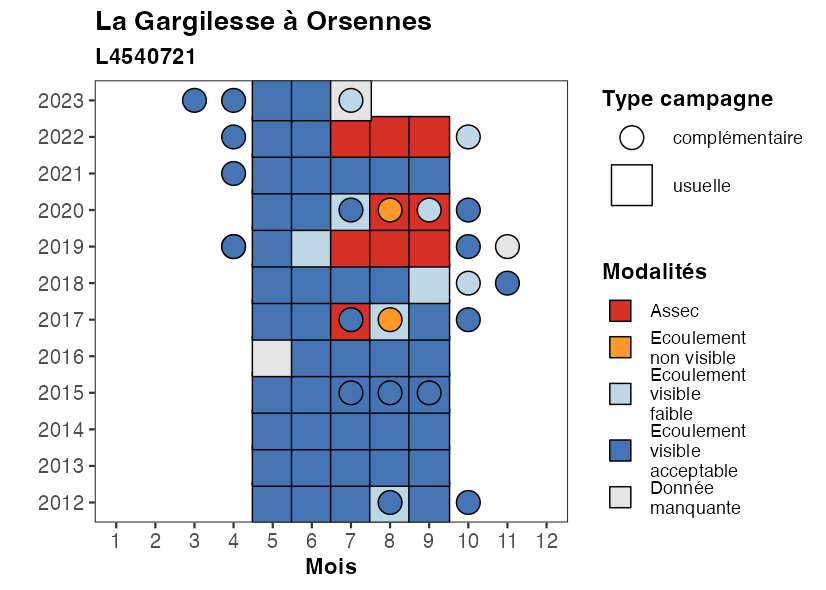 La Gargilesse à Orsennes
L4540721
2023
2022
2021
2020
2019
2018
2017
2016
2015
2014
2013
2012
1 2 3 4 5 6 7 8 9 10 11 12
Mois
Type campagne
complémentaire
usuelle
Modalités
Assec
Ecoulement
non visible
Ecoulement
visible
faible
Ecoulement
visible
acceptable
Donnée
manquante